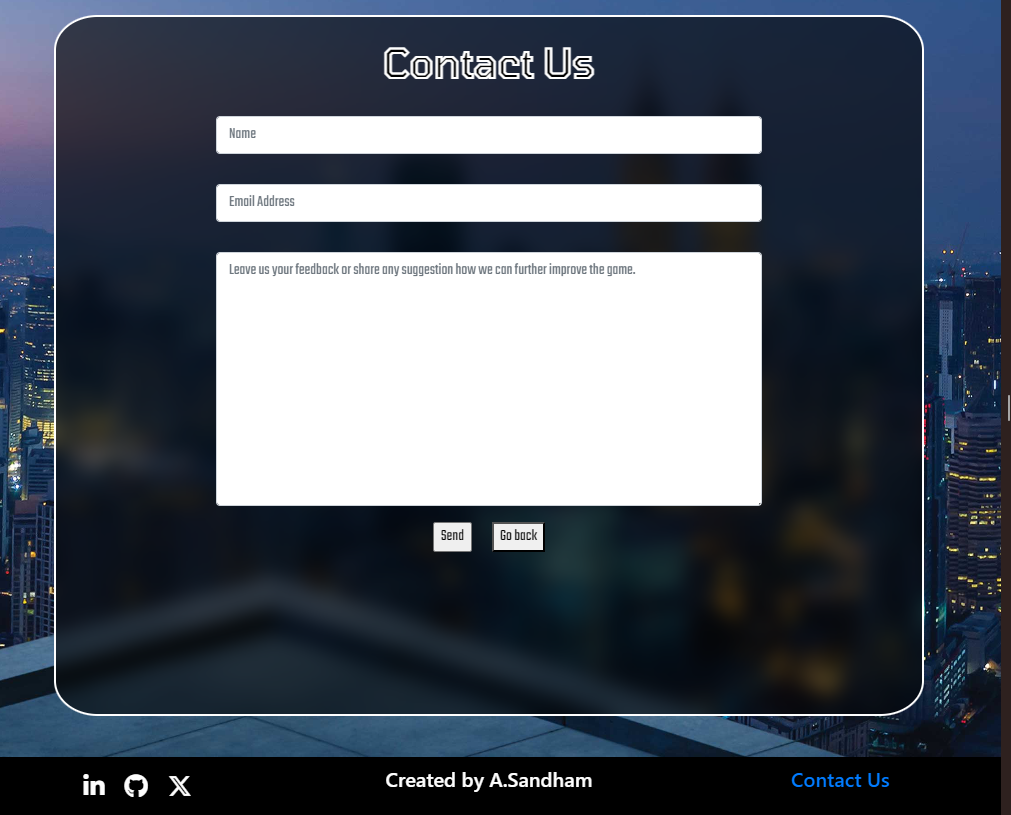 Contact Us
Name
Email Address
Leave us your feedback or share any suggestion how we can further improve the game.
Send
Go back
Created by A.Sandham
Contact Us